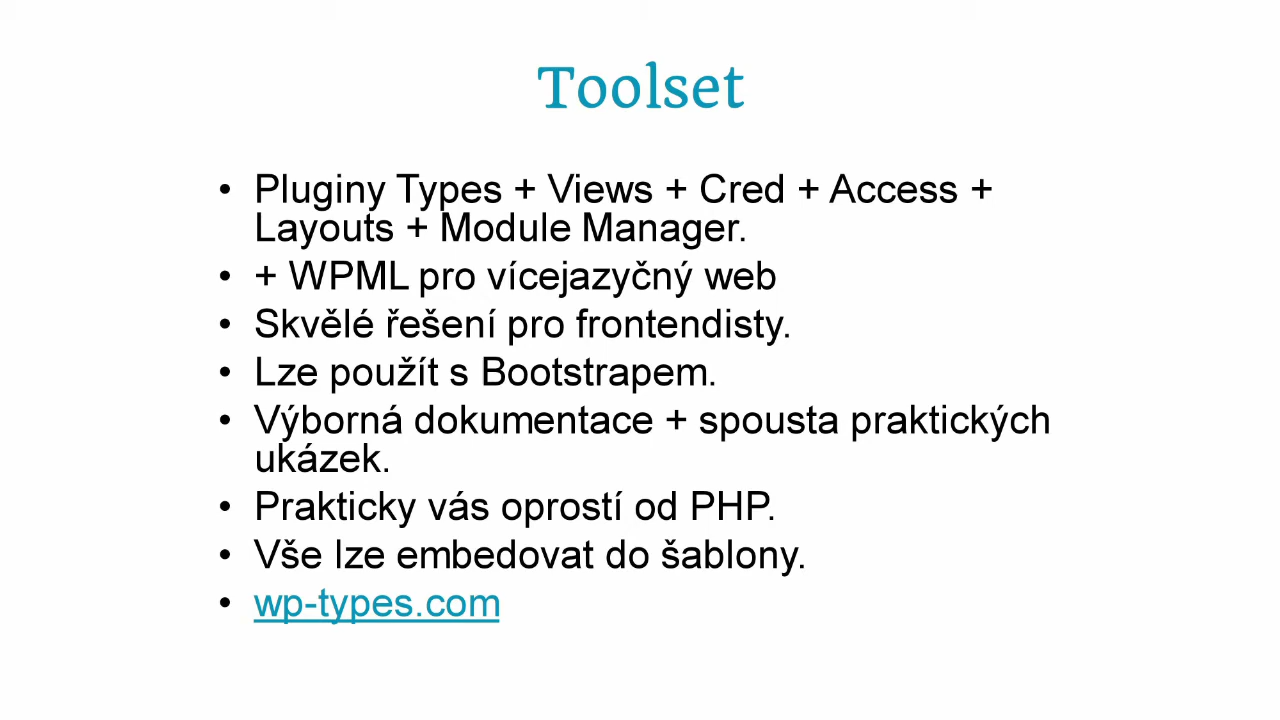 Toolset
• Pluginy Types + Views + Cred + Access +
Layouts + Module Manager.
• + WPML pro vícejazyčný web
• Skvělé řešení pro frontendisty.
• Lze použít s Bootstrapem.
• Výborná dokumentace + spousta praktických
ukázek.
• Prakticky vás oprostí od PHP.
• Vše lze embedovat do šablony.
• wp-types.com